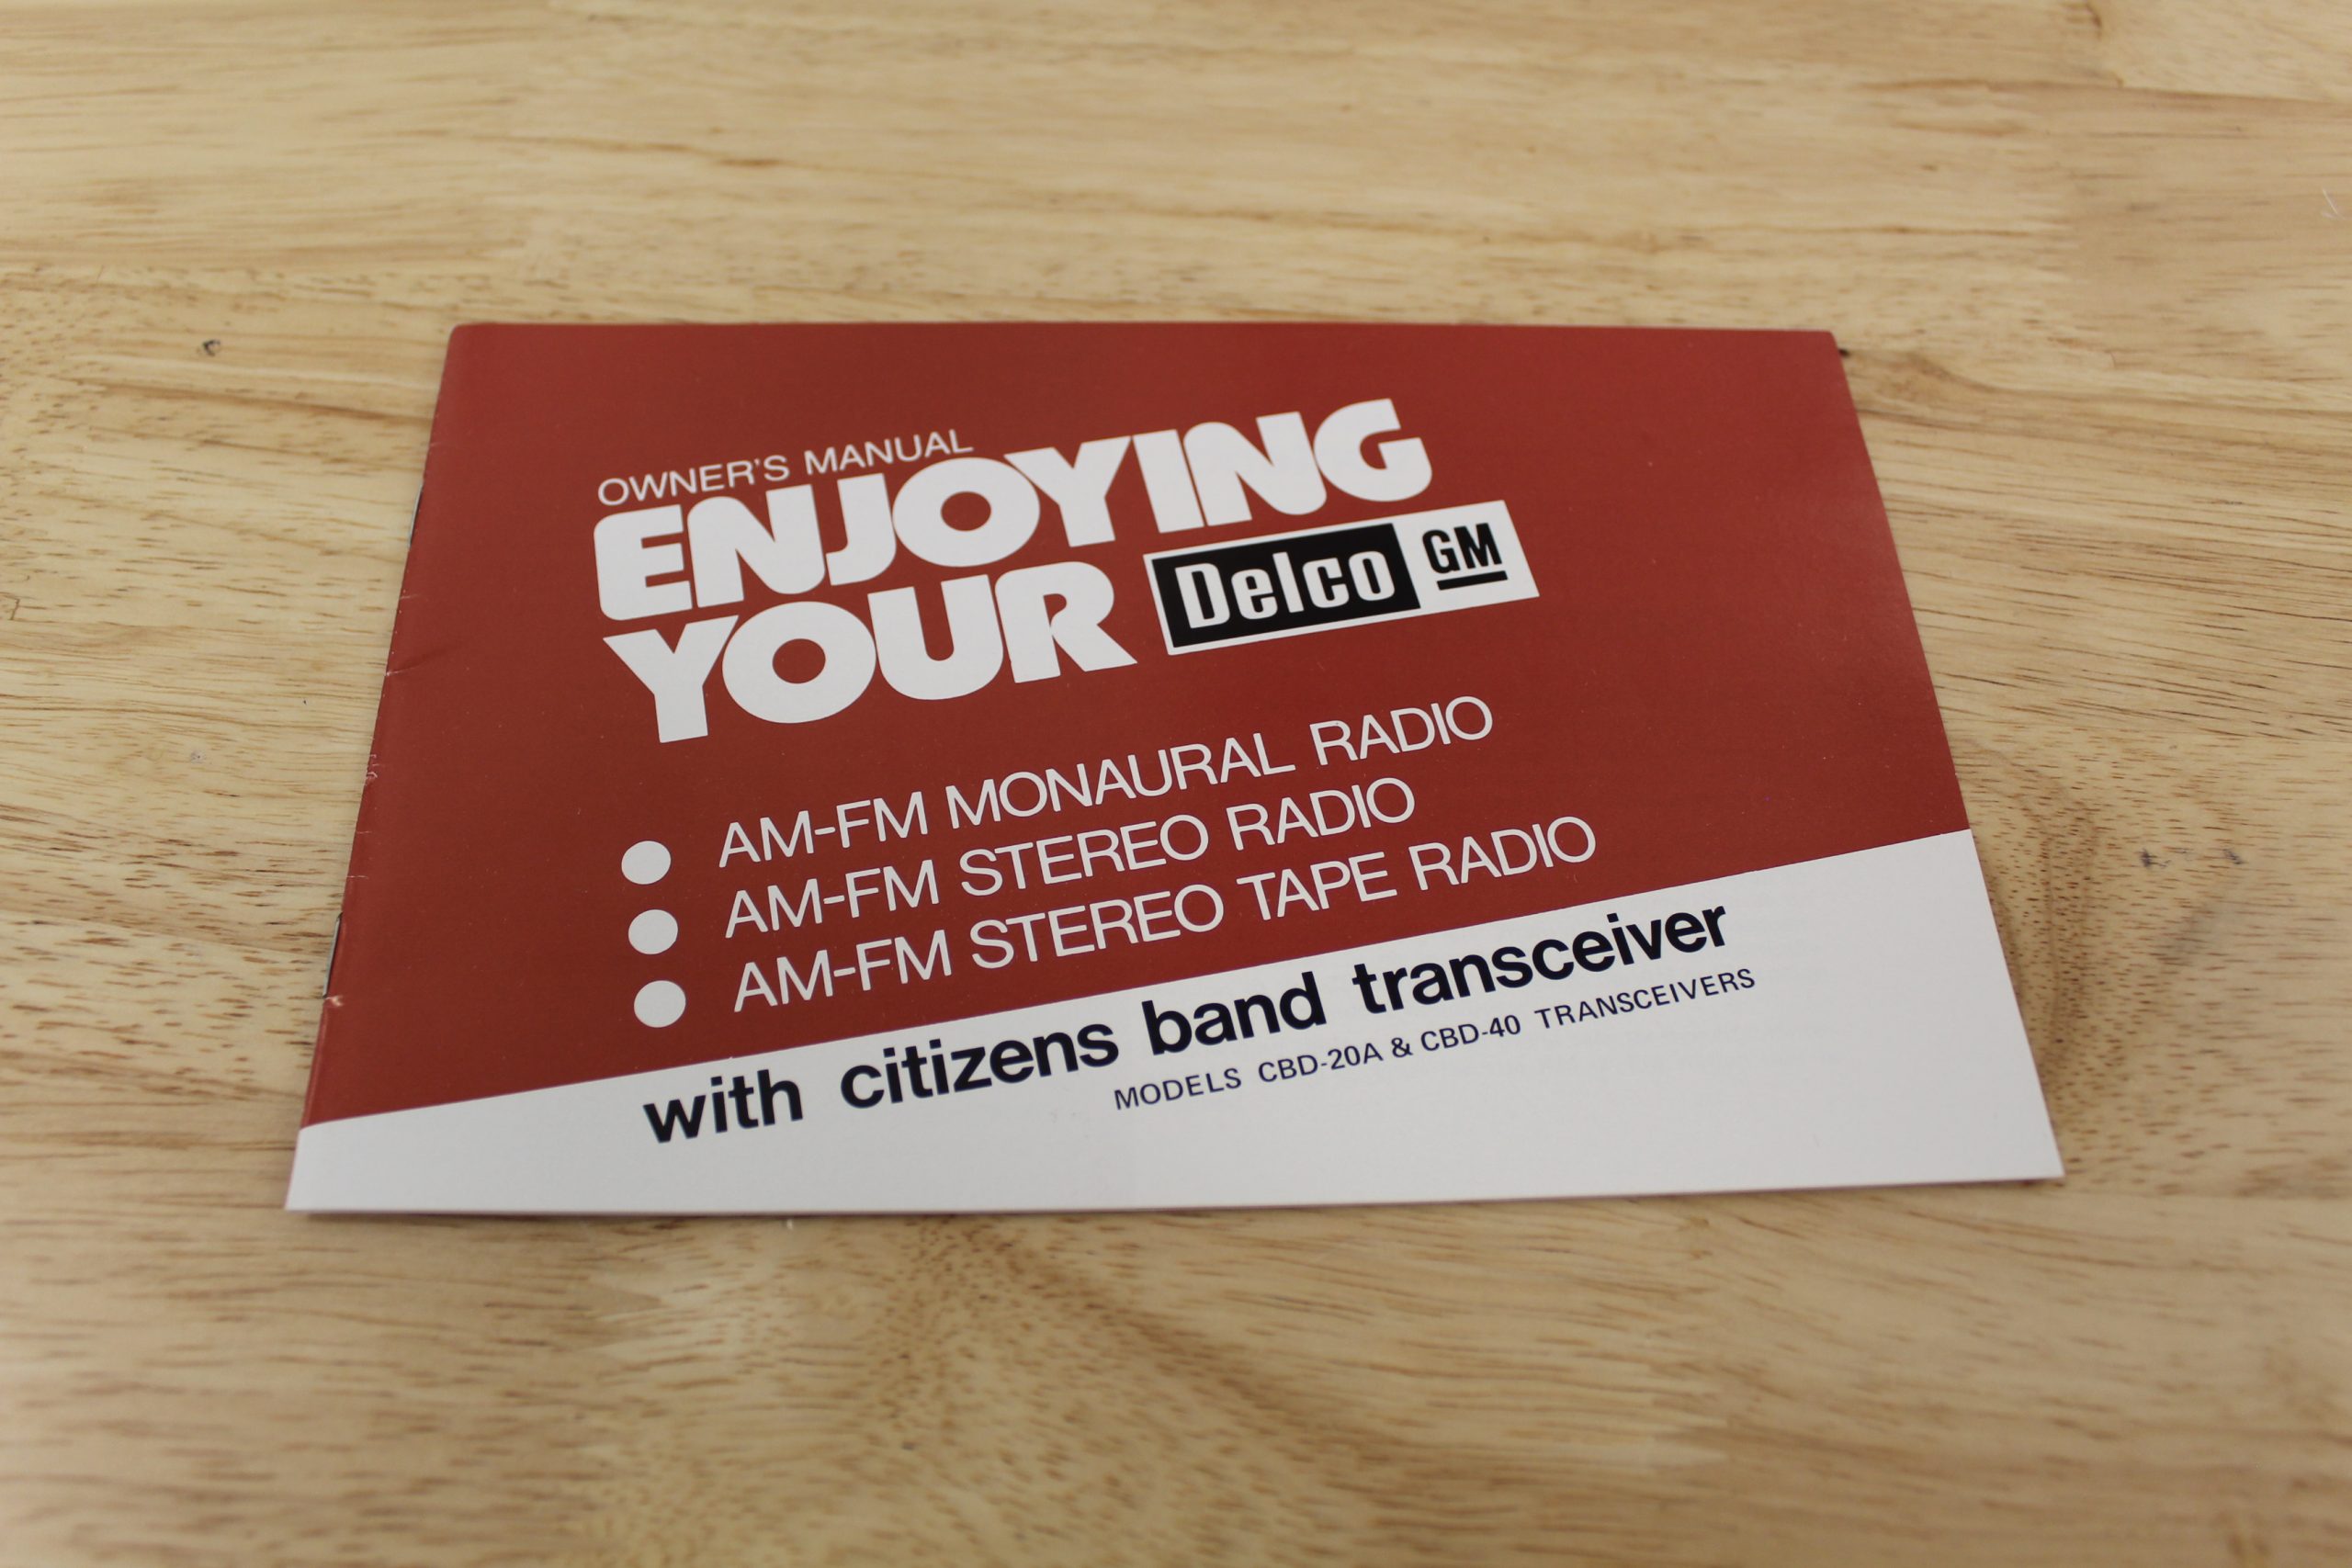 OWNER'S MANUAL
ENJOYING
YOUR Delco GM
AM-FM MONAURAL RADIO
AM-FM STEREO RADIO
AM-FM STEREO TAPE RADIO
with citizens band transceiver
MODELS CBD-20A & CBD-40 TRANSCEIVERS